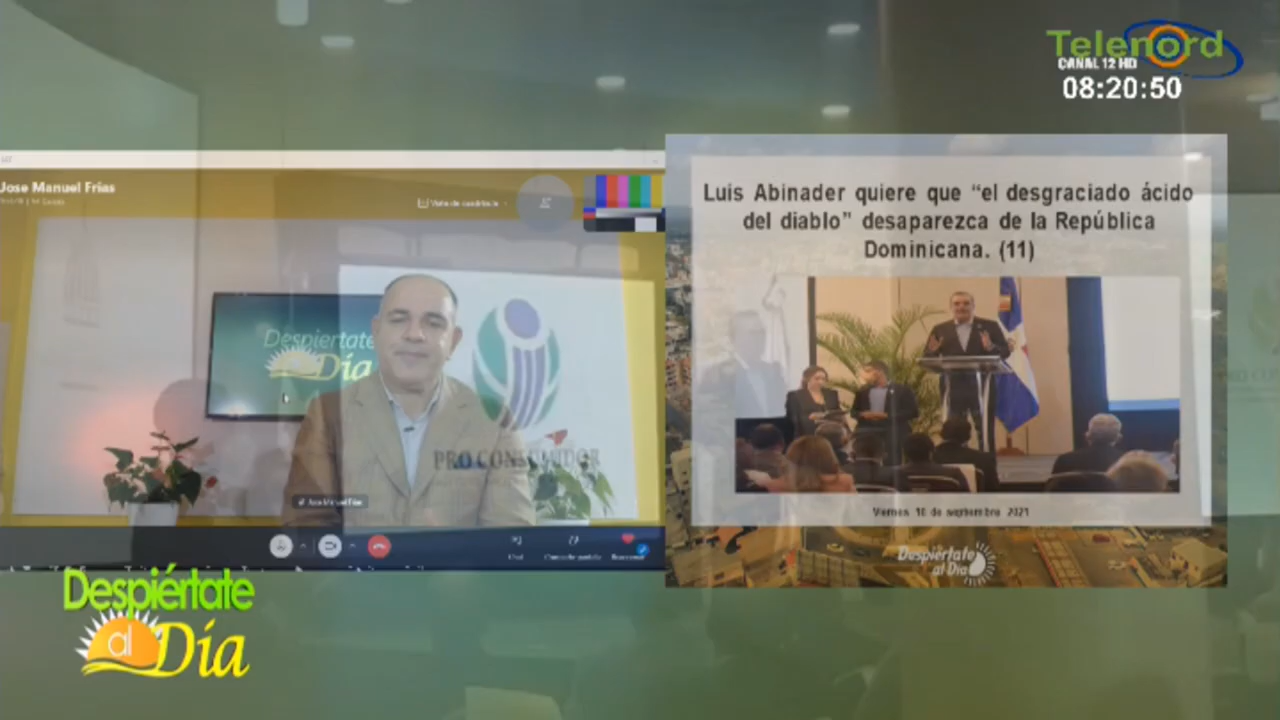 Telenord
CANAL 12 HD
08:20:50
Jose Manuel Frias
Luis Abinader quiere que “el desgraciado ácido
del diablo” desaparezca de la República
Dominicana. (11)
Despiértate
Día
PRO CONSUMIDOR
Viernes 10 de septiembre 2021
Despiértate
al Día
Despiértate
al Día